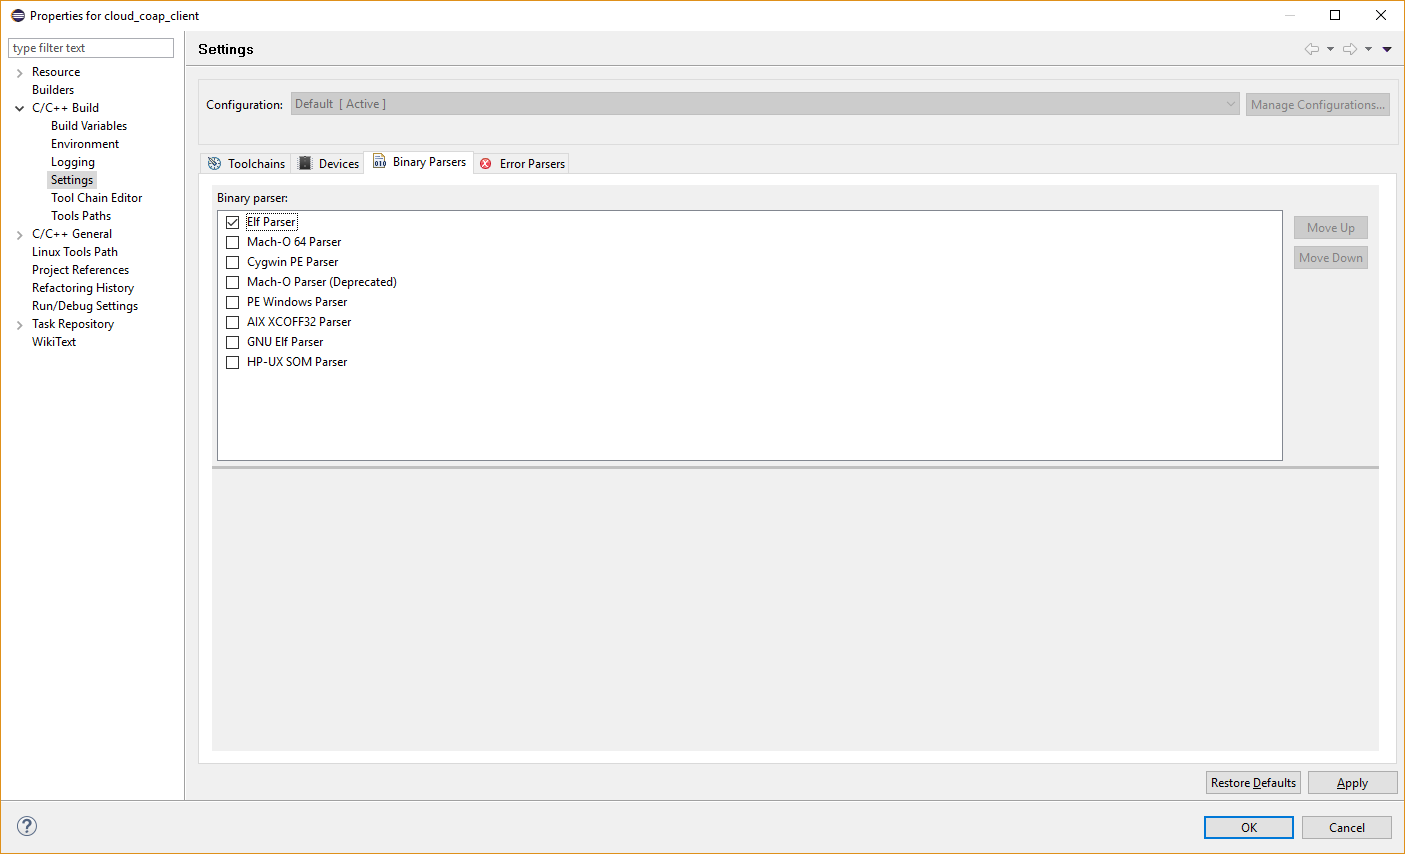 Properties for cloud_coap_client
type filter text
Resource
Builders
C/C++ Build
Build Variables
Environment
Logging
Settings
Tool Chain Editor
Tools Paths
C/C++ General
Linux Tools Path
Project References
Refactoring History
Run/Debug Settings
Task Repository
WikiText
Settings
Configuration: Default [ Active ] Manage Configurations...
Toolchains Devices Binary Parsers Error Parsers
Binary parser:
Elf Parser
Mach-O 64 Parser
Cygwin PE Parser
Mach-O Parser (Deprecated)
PE Windows Parser
AIX XCOFF32 Parser
GNU Elf Parser
HP-UX SOM Parser
Move Up
Move Down
Restore Defaults Apply
? OK Cancel